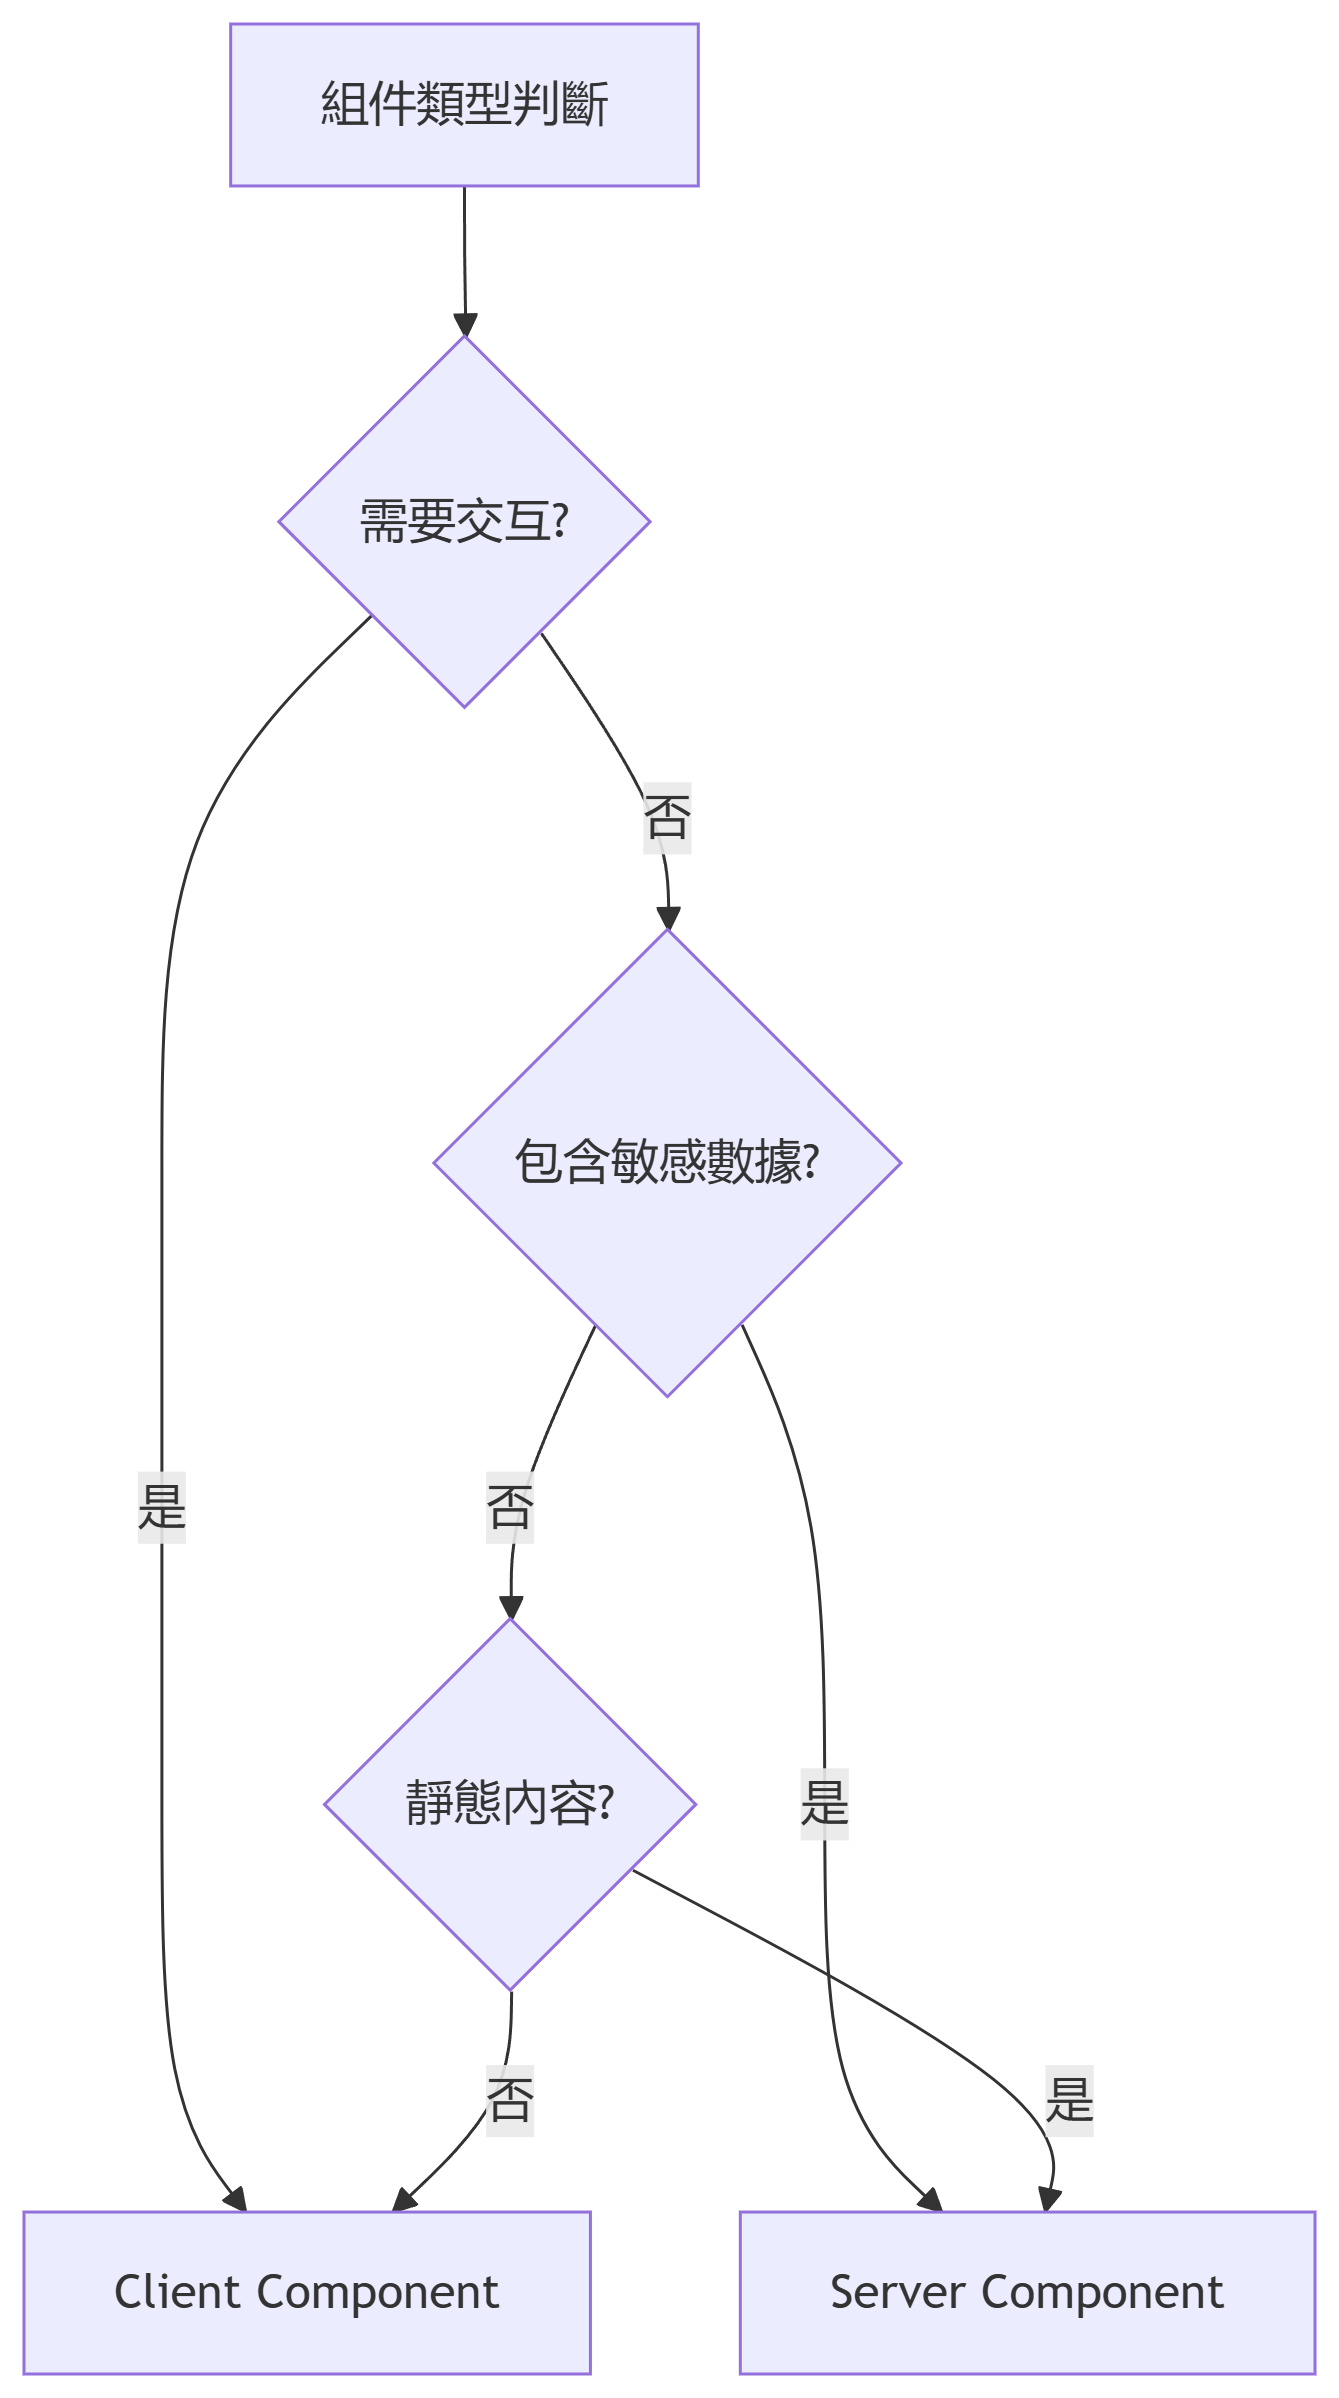 組件類型判斷
需要交互?
否
包含敏感數據?
是
否
靜態內容?
是
否
是
Client Component
Server Component